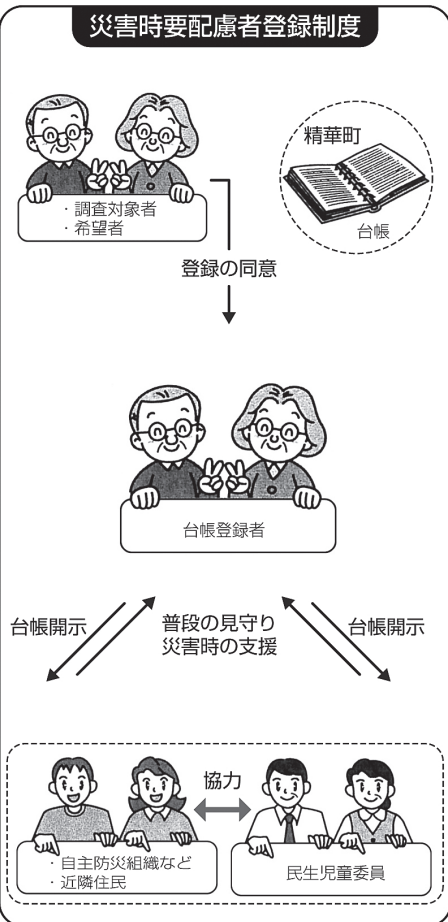 災害時要配慮者登録制度
精華町
台帳
・調査対象者
・希望者
登録の同意
台帳登録者
台帳開示
普段の見守り
災害時の支援
台帳開示
協力
・自主防災組織など
・近隣住民
民生児童委員